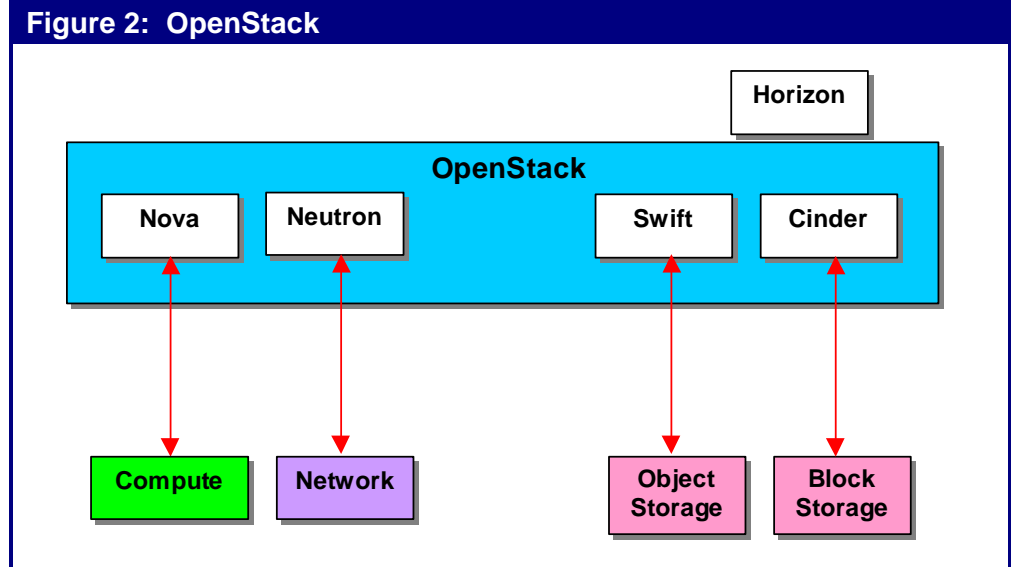 Figure 2: OpenStack
Horizon
OpenStack
Nova
Neutron
Swift
Cinder
Compute
Network
Object
Storage
Block
Storage